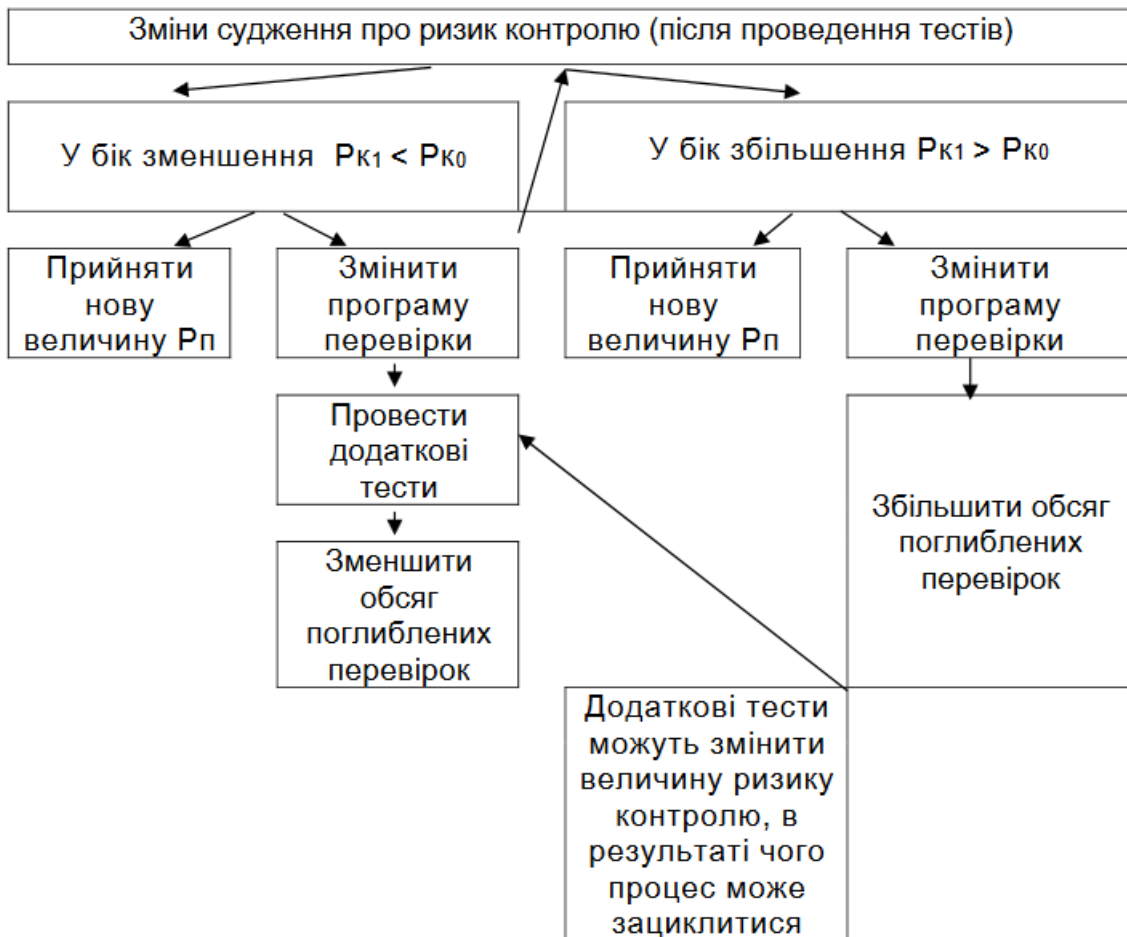 Зміни судження про ризик контролю (після проведення тестів)
У бік зменшення Рк1 < Рк0
У бік збільшення Рк1 > Рк0
Прийняти
нову
величину Рп
Змінити
програму
перевірки
Прийняти
нову
величину Рп
Змінити
програму
перевірки
Провести
додаткові
тести
Зменшити
обсяг
поглиблених
перевірок
Збільшити обсяг
поглиблених
перевірок
Додаткові тести
можуть змінити
величину ризику
контролю, в
результаті чого
процес може
зациклитися